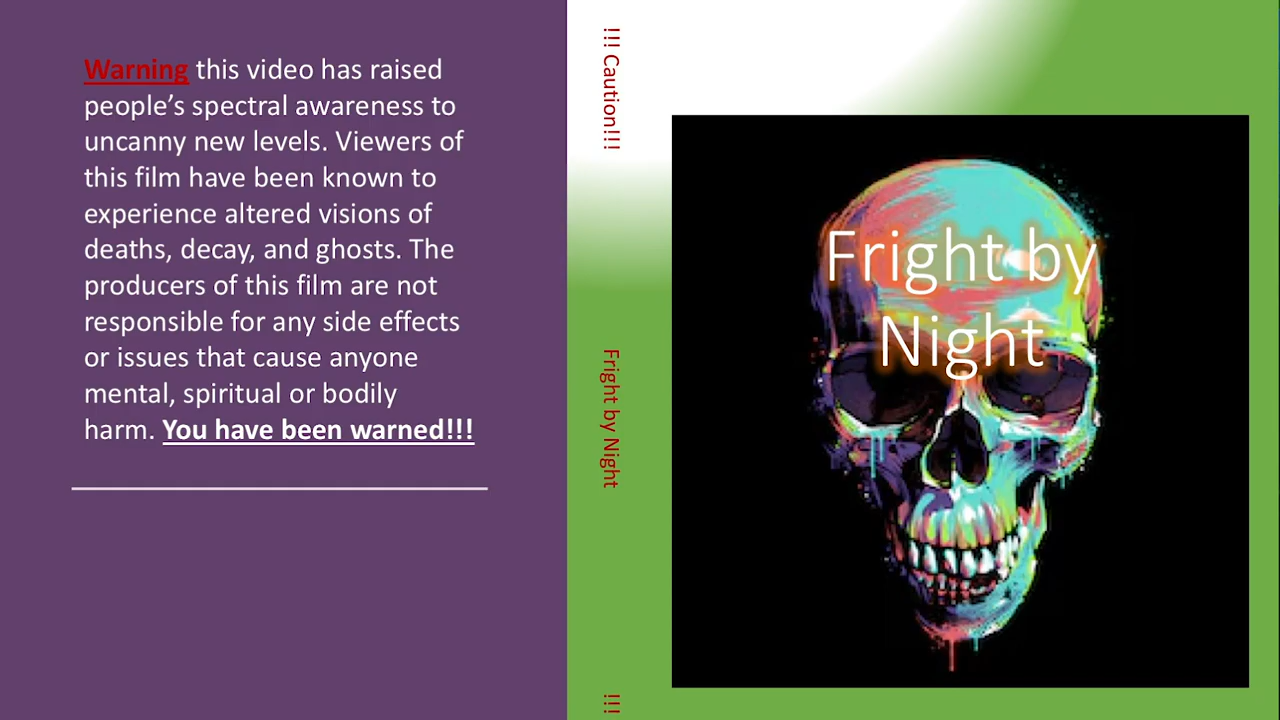 Warning this video has raised
people’s spectral awareness to
uncanny new levels. Viewers of
this film have been known to
experience altered visions of
deaths, decay, and ghosts. The
producers of this film are not
responsible for any side effects
or issues that cause anyone
mental, spiritual or bodily
harm. You have been warned!!!
!!! Caution!!!
Fright by Night
!!!
Fright by
Night